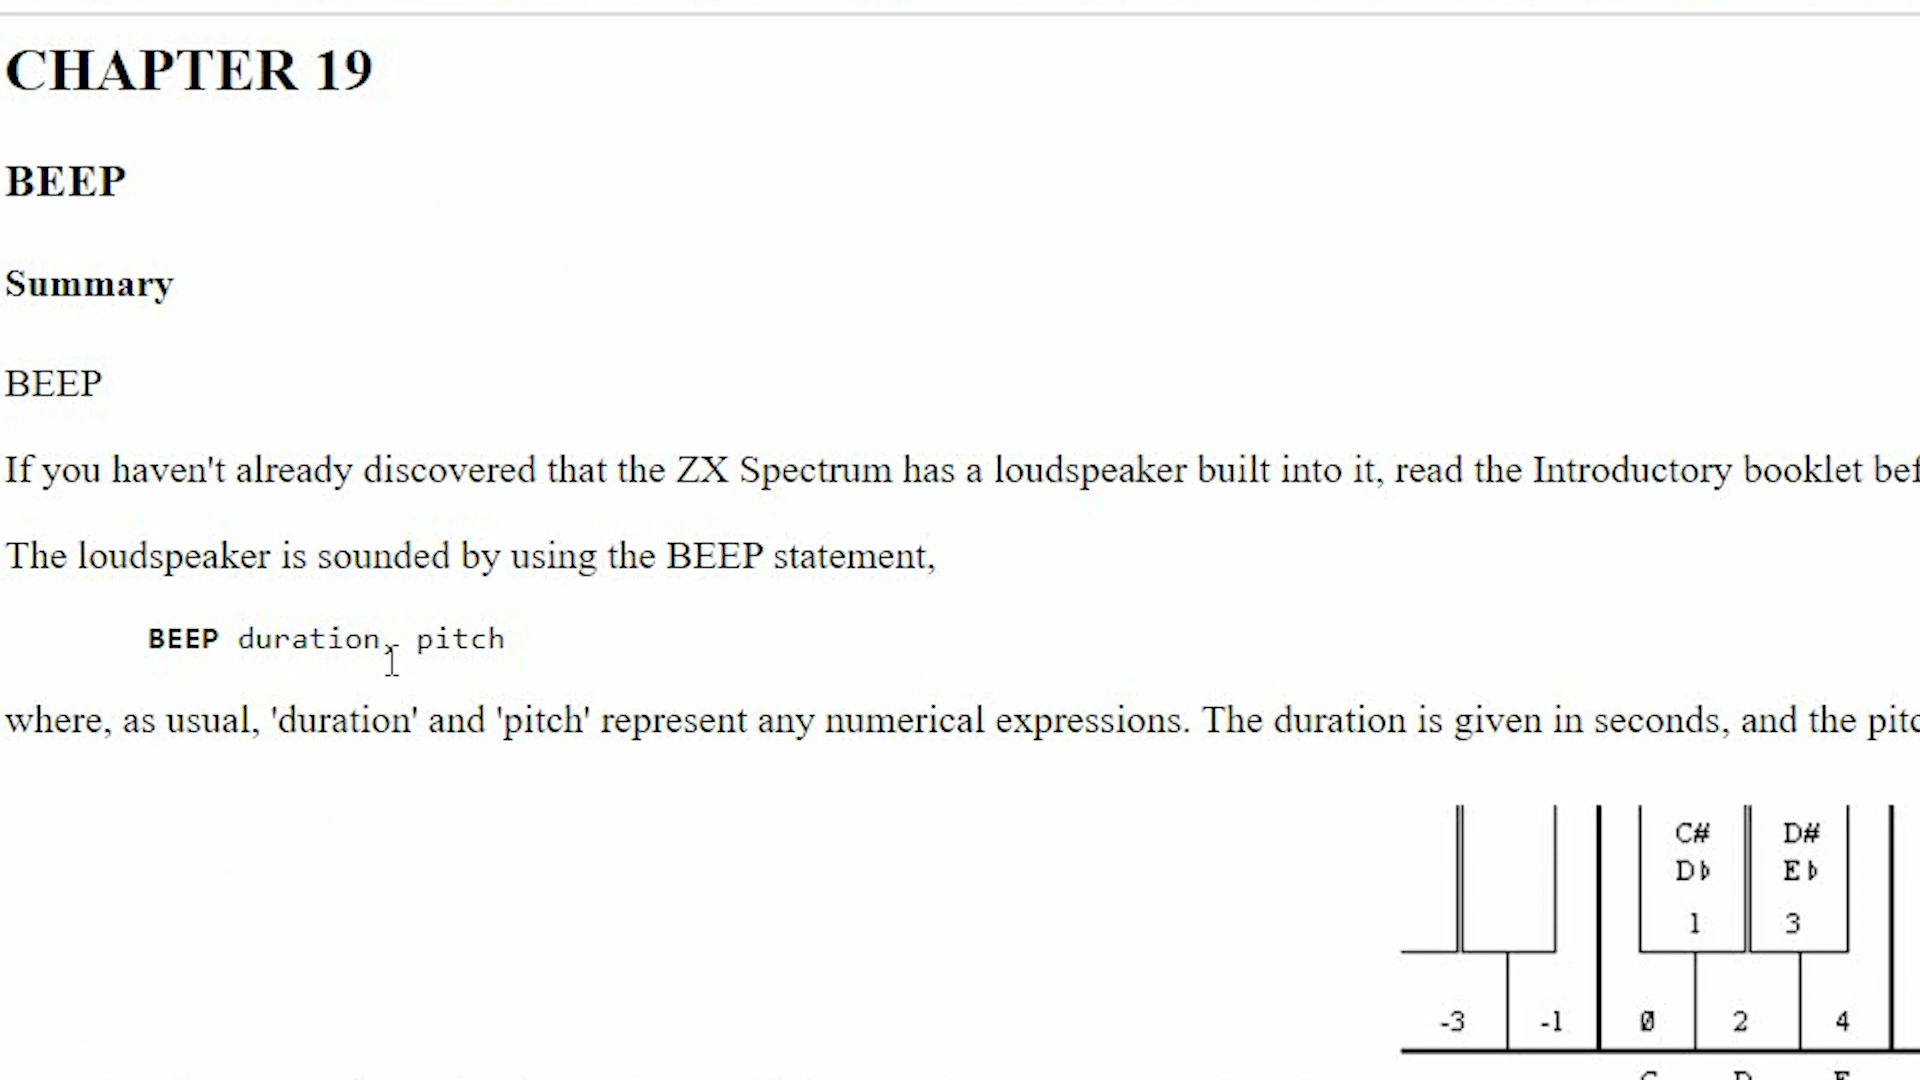 CHAPTER 19
BEEP
Summary
BEEP
If you haven't already discovered that the ZX Spectrum has a loudspeaker built into it, read the Introductory booklet bef
The loudspeaker is sounded by using the BEEP statement,
BEEP duration, pitch
where, as usual, 'duration' and 'pitch' represent any numerical expressions. The duration is given in seconds, and the pitc
C# D#
D♭ E♭
1 3
-3 -1 0 2 4